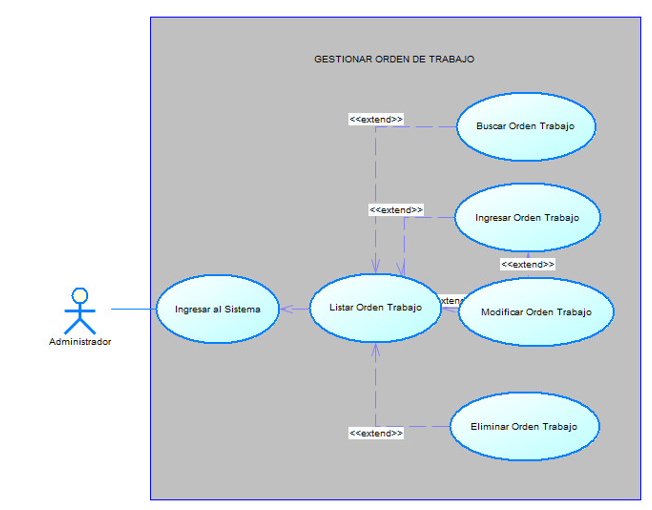 GESTIONAR ORDEN DE TRABAJO
<<extend>>
Buscar Orden Trabajo
<<extend>>
Ingresar Orden Trabajo
<<extend>>
Ingresar al Sistema
Listar Orden Trabajo
Modificar Orden Trabajo
Administrador
Eliminar Orden Trabajo
<<extend>>